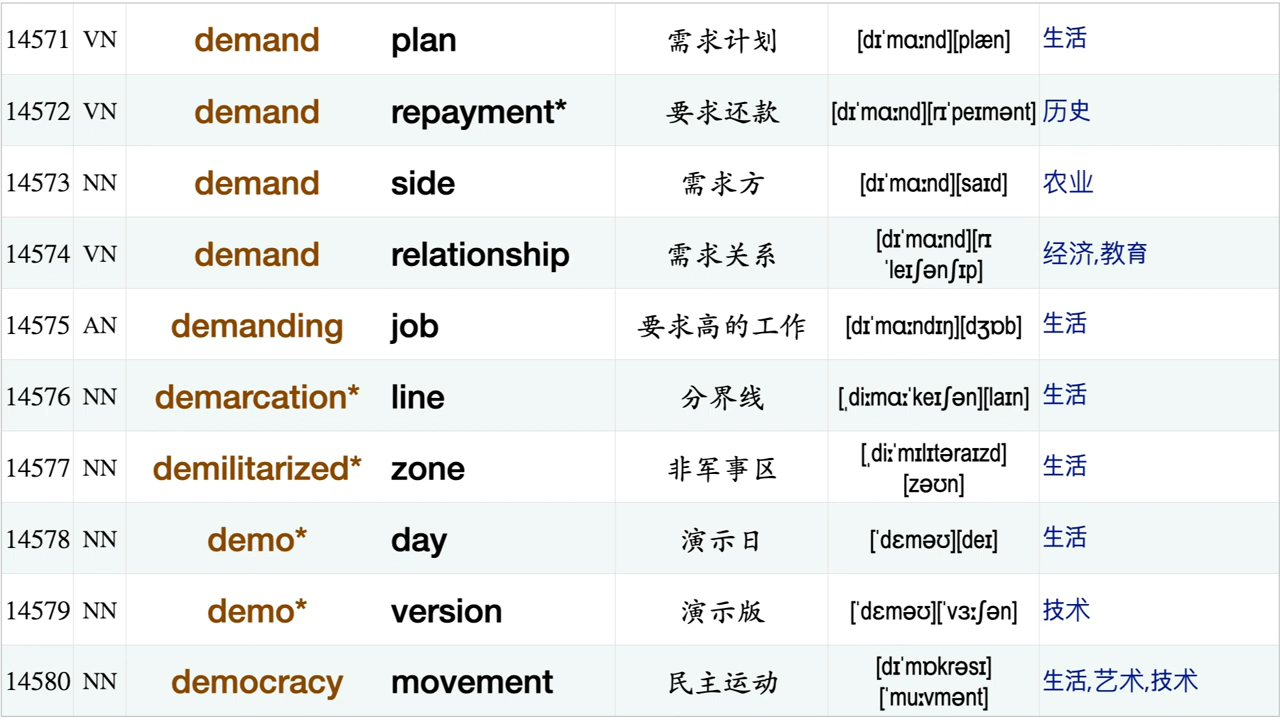 14571 VN demand plan 需求计划 [dɪˈmɑːnd][plæn] 生活
14572 VN demand repayment* 要求还款 [dɪˈmɑːnd][rɪˈpeɪmənt] 历史
14573 NN demand side 需求方 [dɪˈmɑːnd][saɪd] 农业
14574 VN demand relationship 需求关系 [dɪˈmɑːnd][rɪ
ˈleɪʃənʃɪp] 经济,教育
14575 AN demanding job 要求高的工作 [dɪˈmɑːndɪŋ][dʒɒb] 生活
14576 NN demarcation* line 分界线 [ˌdiːmɑːˈkeɪʃən][laɪn] 生活
14577 NN demilitarized* zone 非军事区 [ˌdiːˈmɪlɪtəraɪzd]
[zəʊn] 生活
14578 NN demo* day 演示日 [ˈdɛməʊ][deɪ] 生活
14579 NN demo* version 演示版 [ˈdɛməʊ][ˈvɜːʃən] 技术
14580 NN democracy movement 民主运动 [dɪˈmɒkrəsɪ]
[ˈmuːvmənt] 生活,艺术,技术